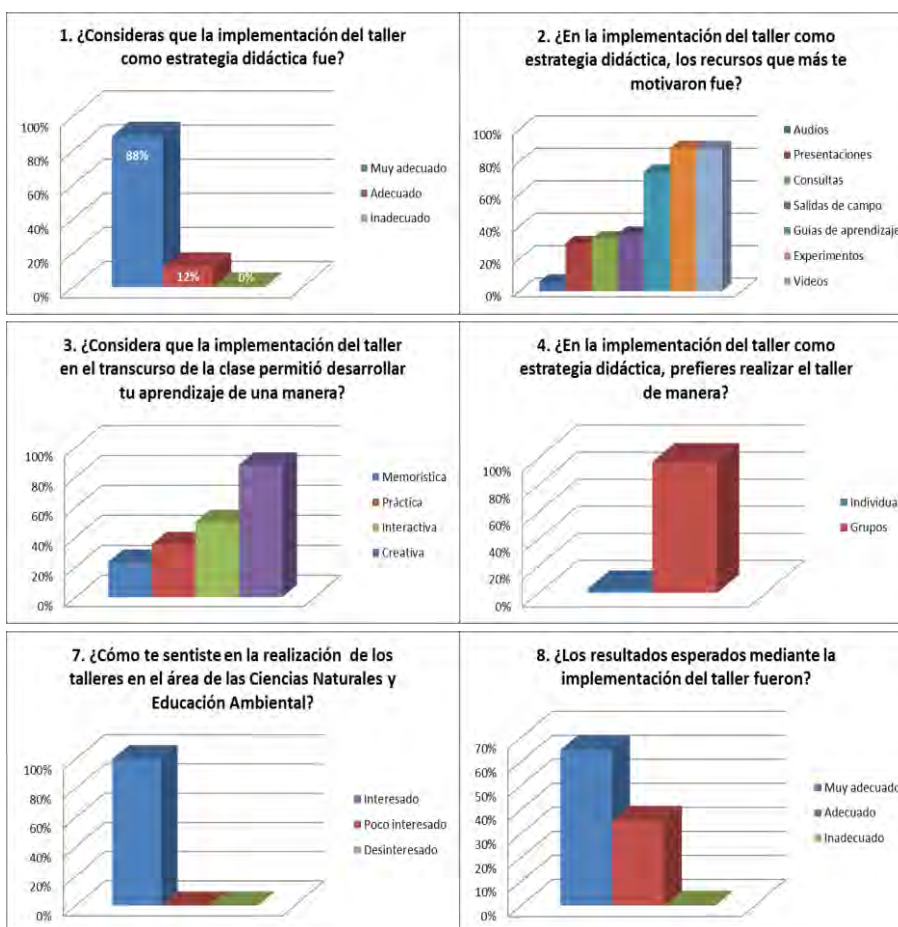 1. ¿Consideras que la implementación del taller
como estrategia didáctica fue?
100%
80%
60%
40%
20%
0%
88%
12%
0%
Muy adecuado
Adecuado
Inadecuado
2. ¿En la implementación del taller como
estrategia didáctica, los recursos que más te
motivaron fue?
100%
80%
60%
40%
20%
0%
Audios
Presentaciones
Consultas
Salidas de campo
Guias de aprendizaje
Experimentos
Videos
3. ¿Considera que la implementación del taller
en el transcurso de la clase permitió desarrollar
tu aprendizaje de una manera?
100%
80%
60%
40%
20%
0%
Memorística
Práctica
Interactiva
Creativa
4. ¿En la implementación del taller como
estrategia didáctica, prefieres realizar el taller
de manera?
100%
80%
60%
40%
20%
0%
Individua
Grupos
7. ¿Cómo te sentiste en la realización de los
talleres en el área de las Ciencias Naturales y
Educación Ambiental?
100%
80%
60%
40%
20%
0%
Interesado
Poco interesado
Desinteresado
8. ¿Los resultados esperados mediante la
implementación del taller fueron?
70%
60%
50%
40%
30%
20%
10%
0%
Muy adecuado
Adecuado
Inadecuado